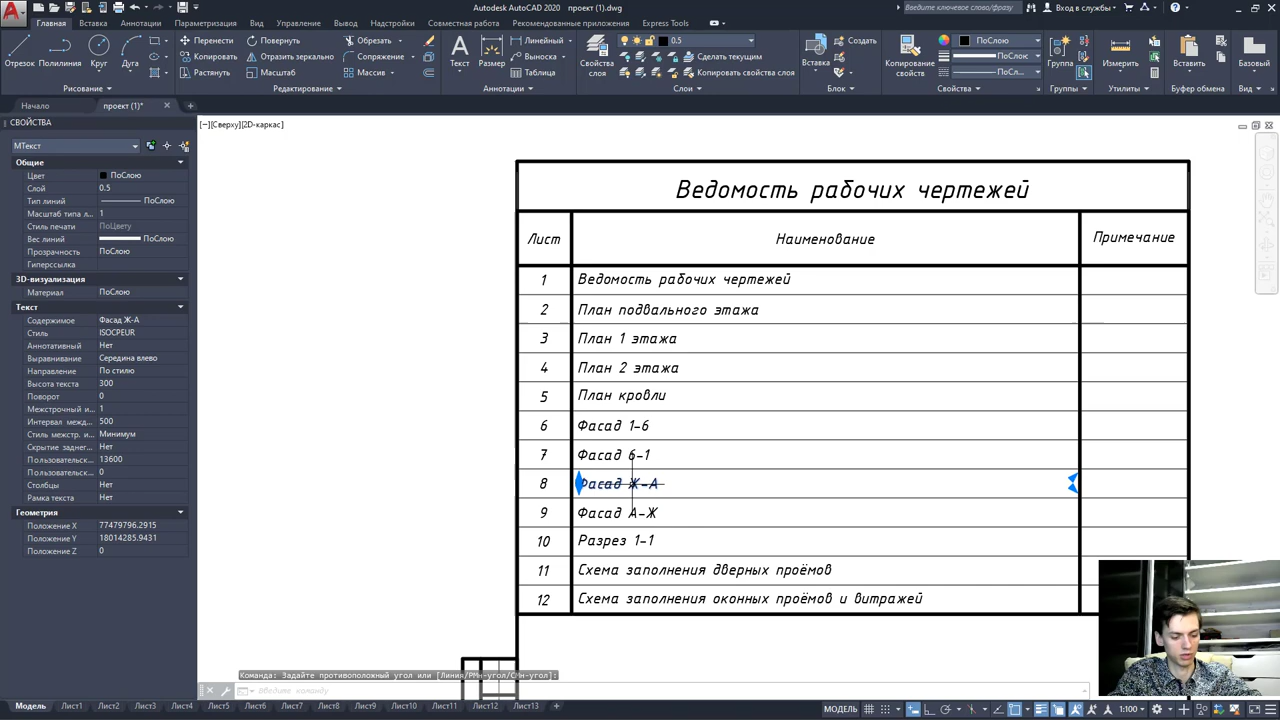 Autodesk AutoCAD 2020 проект (1).dwg
Введите ключевое слово/фразу
Вход в службы
Главная Вставка Аннотации Параметризация Вид Управление Вывод Надстройки Совместная работа Рекомендованные приложения Express Tools
Отрезок Полилиния Круг Дуга
Перенести Повернуть Обрезать
Копировать Отразить зеркально Сопряжение
Растянуть Масштаб Массив
Текст Размер
Линейный
Выноска
Таблица
Свойства слоя
0.5
Сделать текущим
Копировать свойства слоя
Вставка
Создать
Редактировать
Копирование свойств
ПоСлою
ПоСлою
ПоСл...
Группа Измерить Вставить Базовый
Рисование Редактирование Аннотации Слои Блок Свойства Группы Утилиты Буфер обмена Вид
Начало проект (1)*
СВОЙСТВА
[−][Сверху][2D-каркас]
МТекст
Общие
Цвет ПоСлою
Слой 0.5
Тип линий ПоСлою
Масштаб типа л... 1
Стиль печати ПоЦвету
Вес линий ПоСлою
Прозрачность ПоСлою
Гиперссылка
3D-визуализация
Материал ПоСлою
Текст
Содержимое Фасад Ж-А
Стиль ISOCPEUR
Аннотативный Нет
Выравнивание Середина влево
Направление По стилю
Высота текста 300
Поворот 0
Межстрочный и... 1
Интервал межд... 500
Стиль межстр. и... Минимум
Скрытие заднег... Нет
Пользовательск... 13600
Пользовательск... 0
Столбцы Нет
Рамка текста Нет
Геометрия
Положение X 77479796.2915
Положение Y 18014285.9431
Положение Z 0
Ведомость рабочих чертежей
Лист Наименование Примечание
1 Ведомость рабочих чертежей
2 План подвального этажа
3 План 1 этажа
4 План 2 этажа
5 План кровли
6 Фасад 1-6
7 Фасад 6-1
8 Фасад Ж-А
9 Фасад А-Ж
10 Разрез 1-1
11 Схема заполнения дверных проёмов
12 Схема заполнения оконных проёмов и витражей
Команда: Задайте противоположный угол или [Линия/РМн-угол/СМн-угол]:
Введите команду
Модель Лист1 Лист2 Лист3 Лист4 Лист5 Лист6 Лист7 Лист8 Лист9 Лист10 Лист11 Лист12 Лист13 +
МОДЕЛЬ 1:100